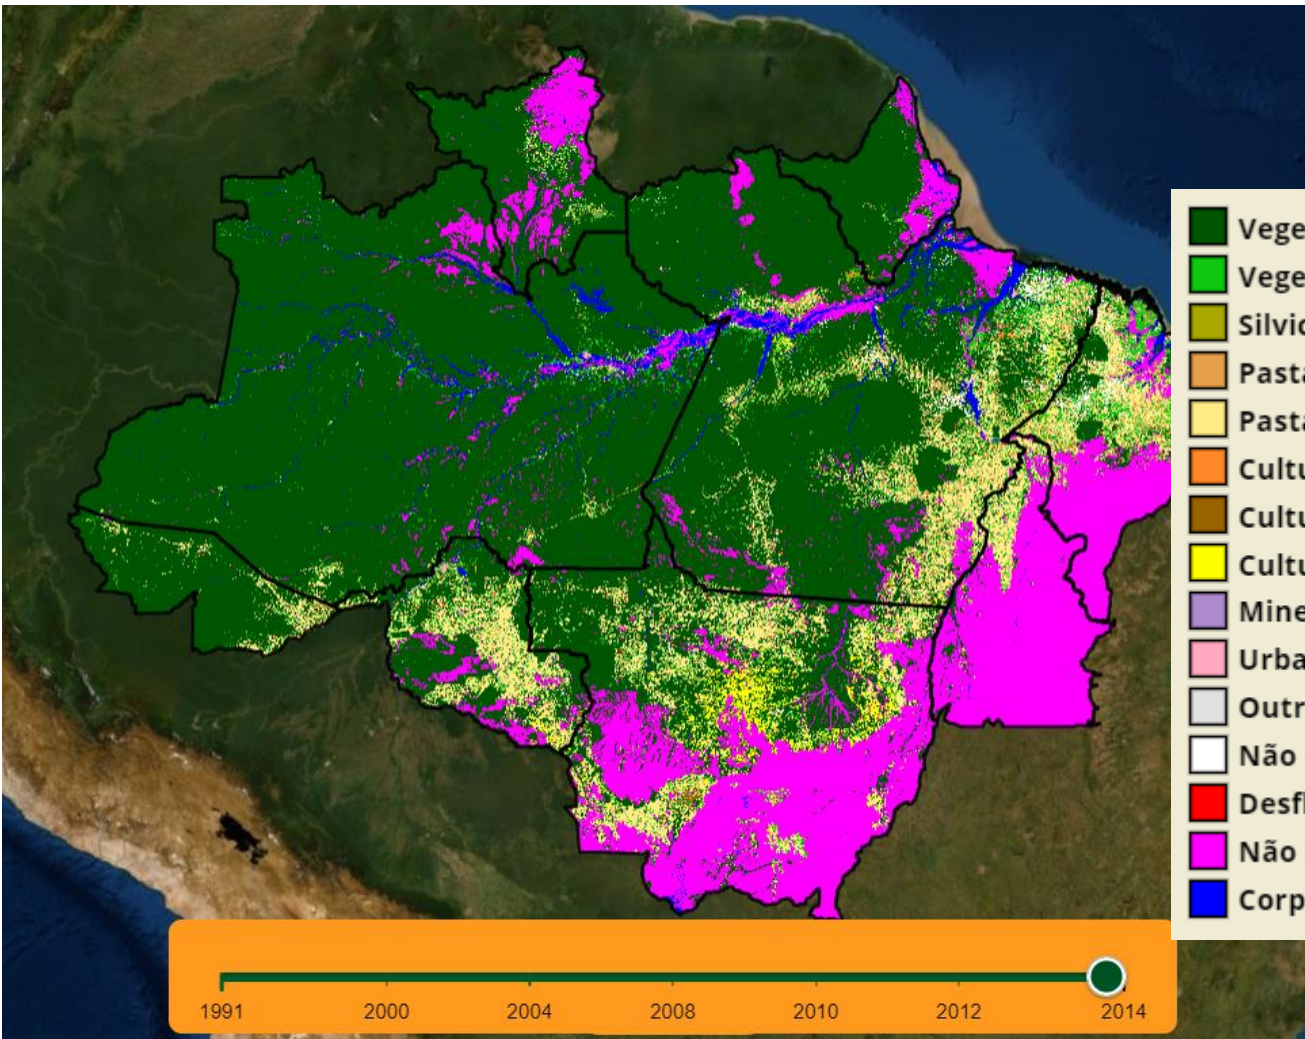 Vege
Vege
Silvic
Pasta
Pasta
Cultu
Cultu
Cultu
Mine
Urba
Outr
Não
Desfl
Não
Corp
1991 2000 2004 2008 2010 2012 2014